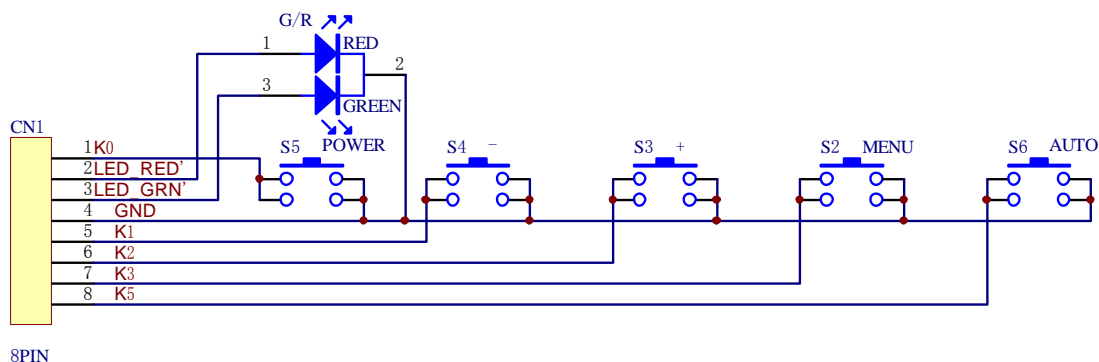 G/R
1 RED
2
3 GREEN
CN1
1 K0
S5 POWER
S4 -
S3 +
S2 MENU
S6 AUTO
2 LED_RED'
3 LED_GRN'
4 GND
5 K1
6 K2
7 K3
8 K5
8PIN